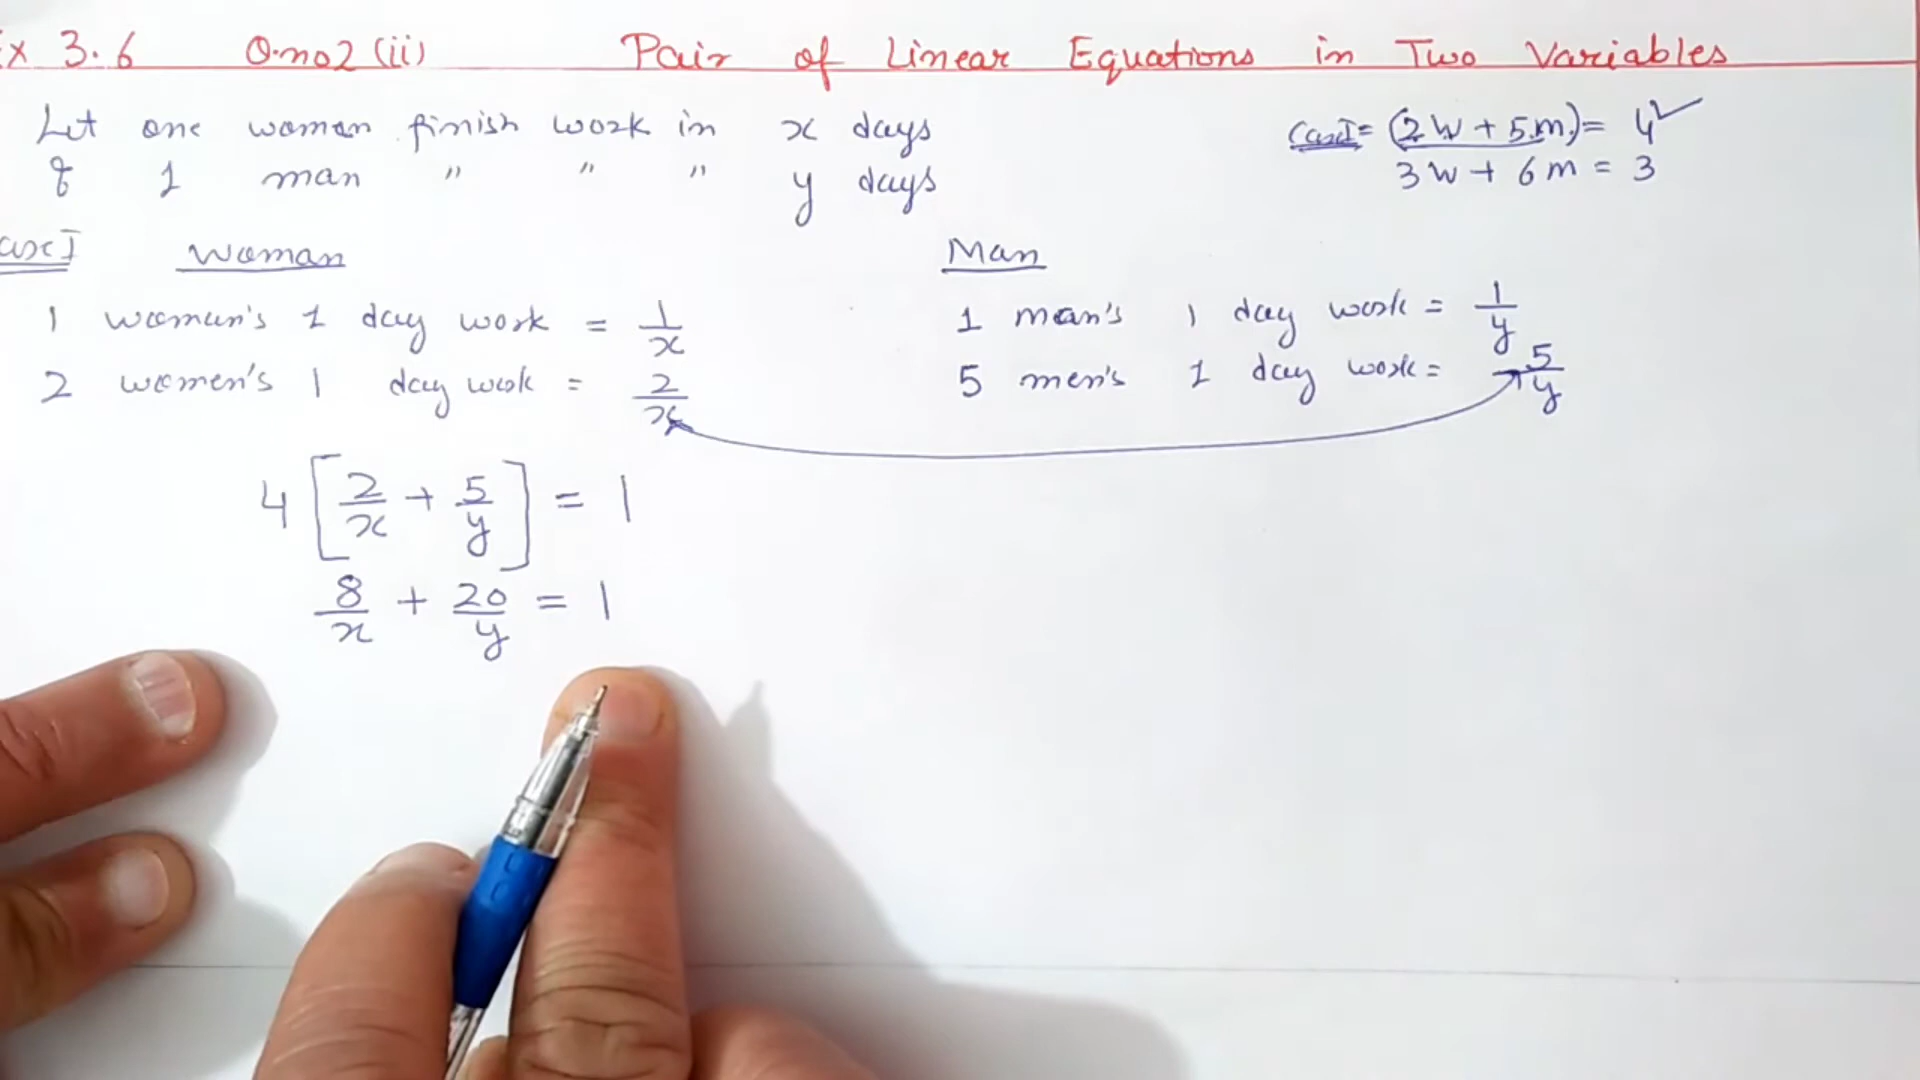 Ex 3.6 Q.no2 (ii) Pair of Linear Equations in Two Variables
Let one woman finish work in x days
& 1 man " " " y days
Case I = (2W + 5m) = 4
3W + 6m = 3
Case I Woman
1 woman's 1 day work = 1/x
2 women's 1 day work = 2/x
Man
1 man's 1 day work = 1/y
5 men's 1 day work = 5/y
4 [2/x + 5/y] = 1
8/x + 20/y = 1